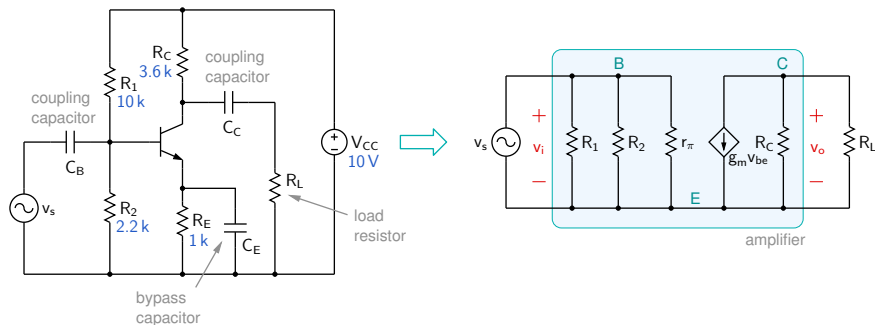 R_C
3.6 k
coupling
capacitor
R_1
10 k
coupling
capacitor
C_C
C_B
V_CC
10 V
v_s
R_2
2.2 k
R_E
1 k
C_E
R_L
load
resistor
bypass
capacitor
B
C
v_s
+
v_i
−
R_1
R_2
r_π
g_m v_be
R_C
+
v_o
−
R_L
E
amplifier